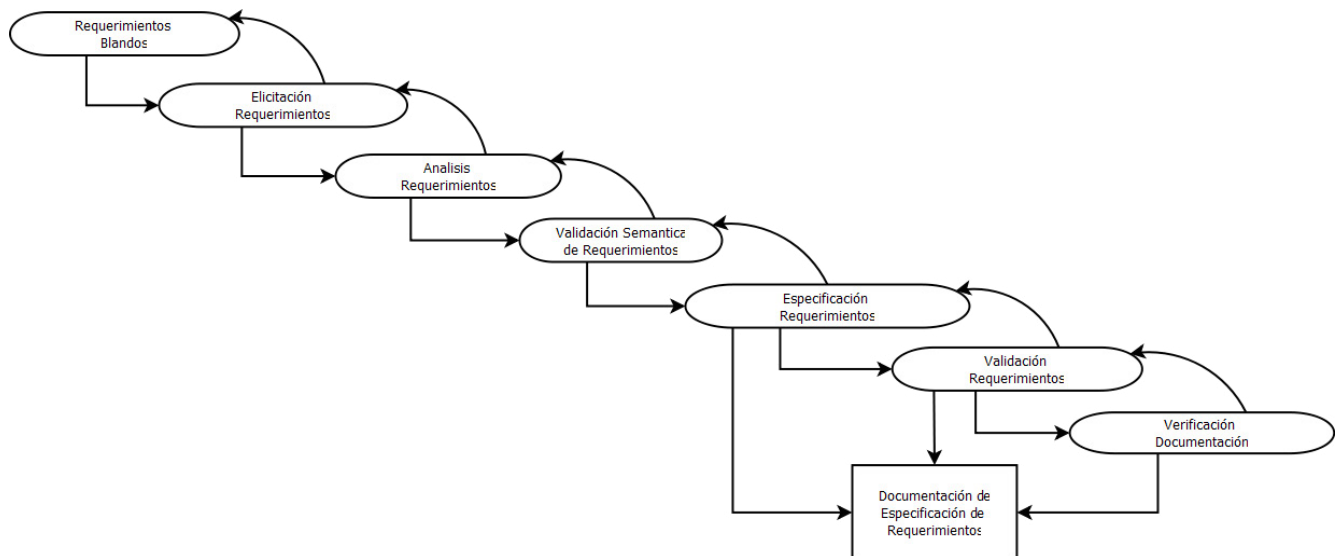 Requerimientos
Blandos
Elicitación
Requerimientos
Analisis
Requerimientos
Validación Semantica
de Requerimientos
Especificación
Requerimientos
Validación
Requerimientos
Verificación
Documentación
Documentación de
Especificación de
Requerimientos